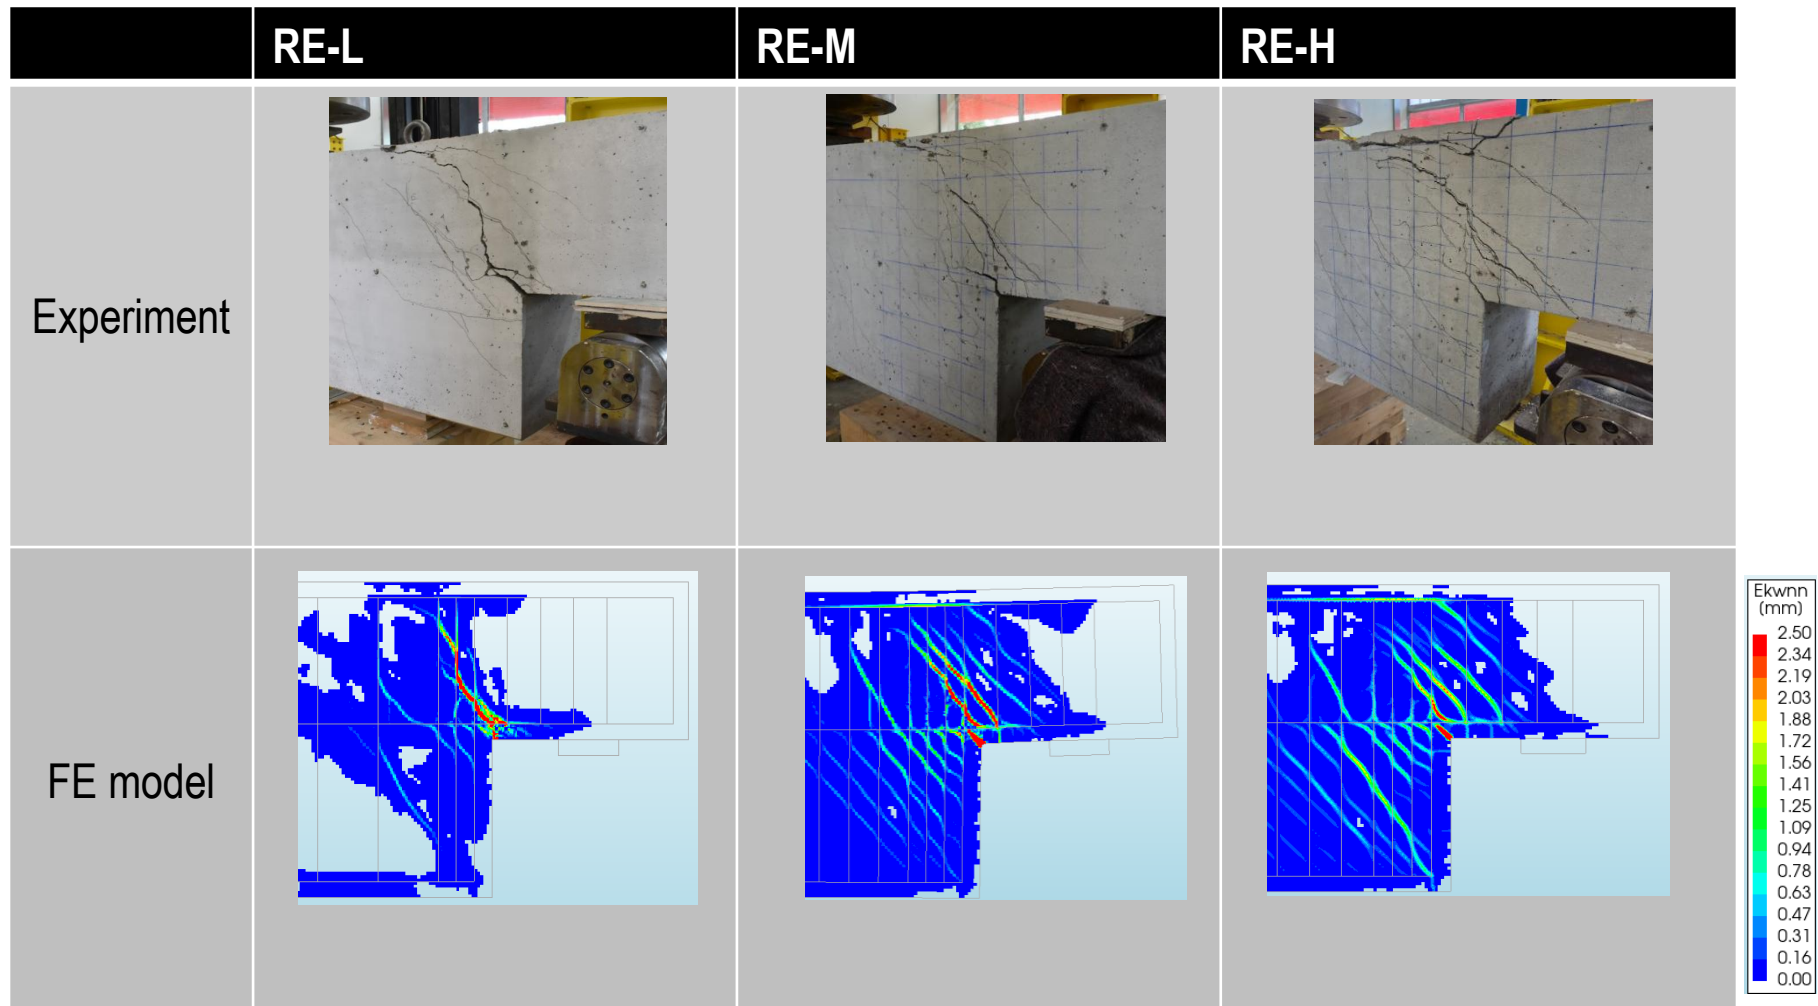 RE-L
RE-M
RE-H
Experiment
FE model
Ekwnn
(mm)
2.50
2.34
2.19
2.03
1.88
1.72
1.56
1.41
1.25
1.09
0.94
0.78
0.63
0.47
0.31
0.16
0.00